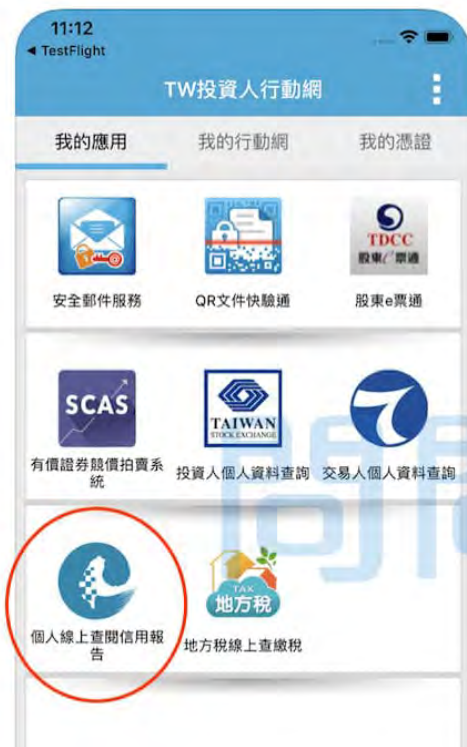 11:12
◀ TestFlight
TW投資人行動網
我的應用
我的行動網
我的憑證
TDCC
股東e票通
安全郵件服務
QR文件快驗通
股東e票通
SCAS
TAIWAN
STOCK EXCHANGE
有價證券競價拍賣系
統
投資人個人資料查詢
交易人個人資料查詢
TAX
地方稅
個人線上查閱信用報
告
地方稅線上查繳稅